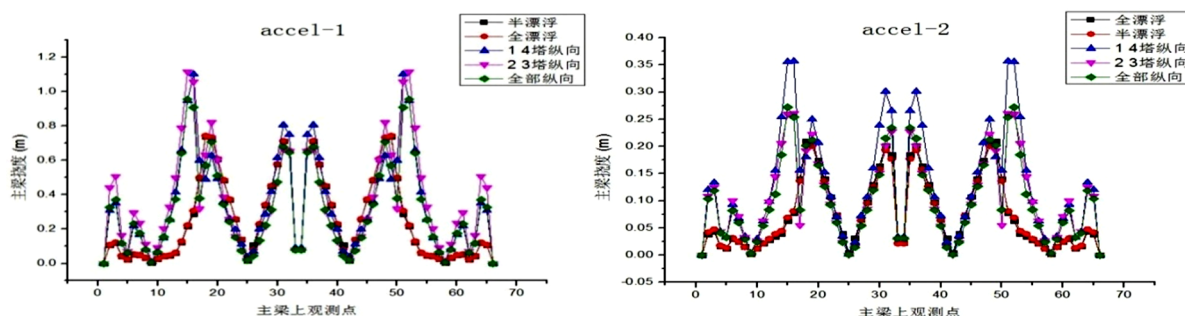 accel-1
半漂浮
全漂浮
14塔纵向
23塔纵向
全部纵向
主梁挠度(m)
1.2
1.0
0.8
0.6
0.4
0.2
0.0
0 10 20 30 40 50 60 70
主梁上观测点
accel-2
全漂浮
半漂浮
14塔纵向
23塔纵向
全部纵向
主梁挠度(m)
0.40
0.35
0.30
0.25
0.20
0.15
0.10
0.05
0.00
-0.05
0 10 20 30 40 50 60 70
主梁上观测点